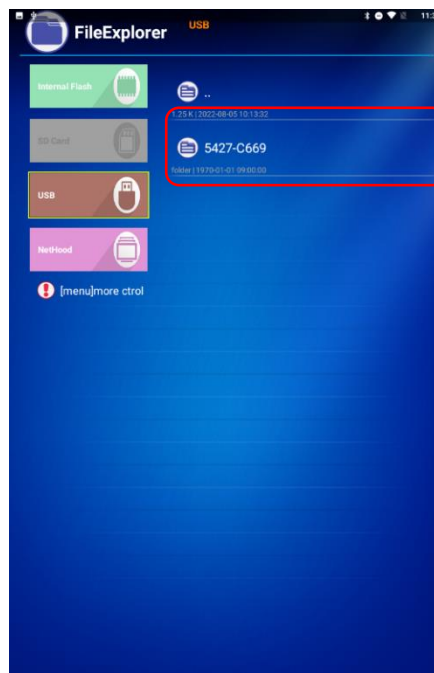 FileExplorer
USB
Internal Flash
..
1.25 K | 2022-08-05 10:13:32
SD Card
5427-C669
folder | 1970-01-01 09:00:00
USB
NetHood
[menu]more ctrol